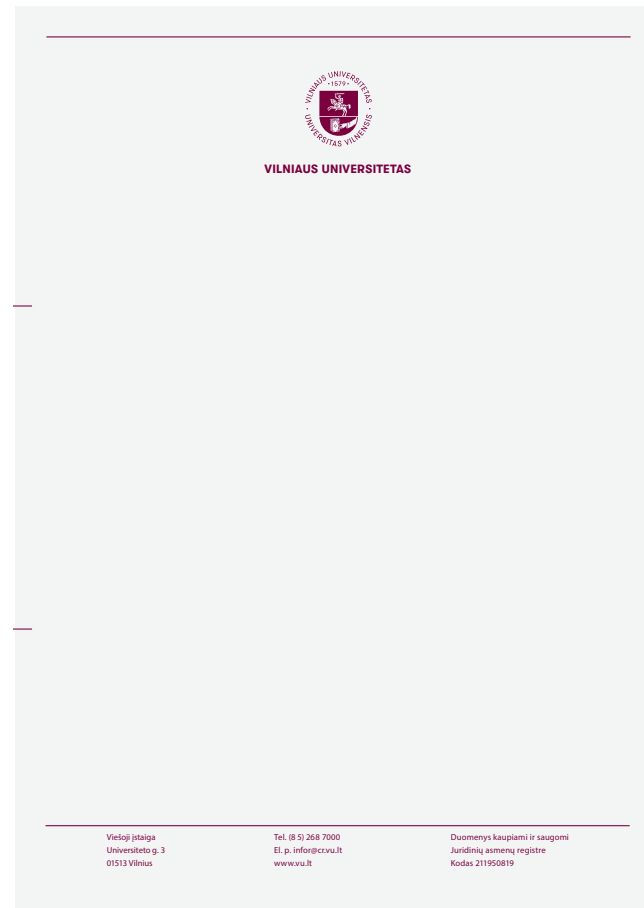 VILNIAUS UNIVERSITETAS
•1579•
UNIVERSITAS VILNENSIS
VILNIAUS UNIVERSITETAS
Viešoji įstaiga
Universiteto g. 3
01513 Vilnius
Tel. (8 5) 268 7000
El. p. infor@cr.vu.lt
www.vu.lt
Duomenys kaupiami ir saugomi
Juridinių asmenų registre
Kodas 211950819